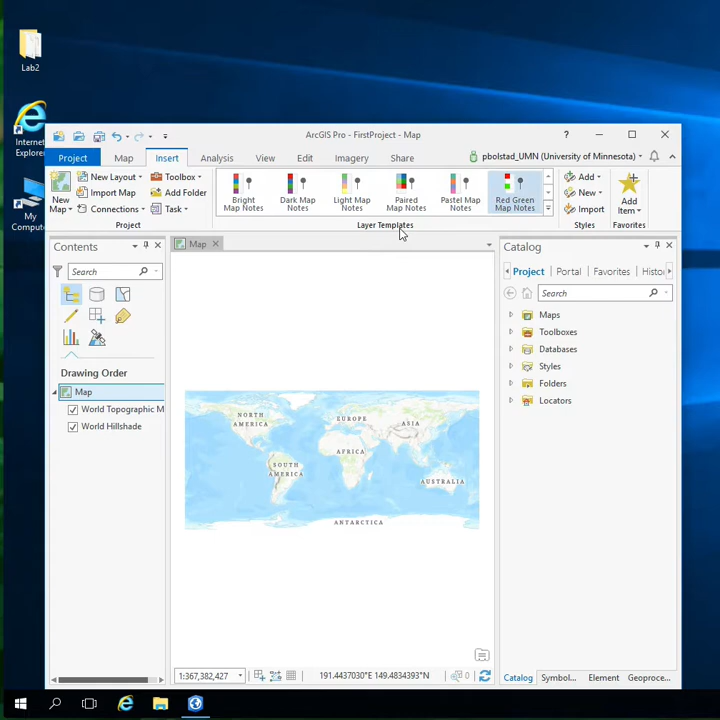 Lab2
Internet
Explorer
My
Compute
ArcGIS Pro - FirstProject - Map
?
Project
Map
Insert
Analysis
View
Edit
Imagery
Share
pbolstad_UMN (University of Minnesota)
New
Map
New Layout
Import Map
Connections
Toolbox
Add Folder
Task
Project
Bright
Map Notes
Dark Map
Notes
Light Map
Notes
Paired
Map Notes
Pastel Map
Notes
Red Green
Map Notes
Layer Templates
Add
New
Import
Styles
Add
Item
Favorites
Contents
Search
Drawing Order
Map
World Topographic M
World Hillshade
Map
NORTH
AMERICA
EUROPE
ASIA
AFRICA
SOUTH
AMERICA
AUSTRALIA
ANTARCTICA
1:367,382,427
191.4437030°E 149.4834393°N
0
Catalog
Project
Portal
Favorites
Histo
Search
Maps
Toolboxes
Databases
Styles
Folders
Locators
Catalog
Symbol...
Element
Geoproce...